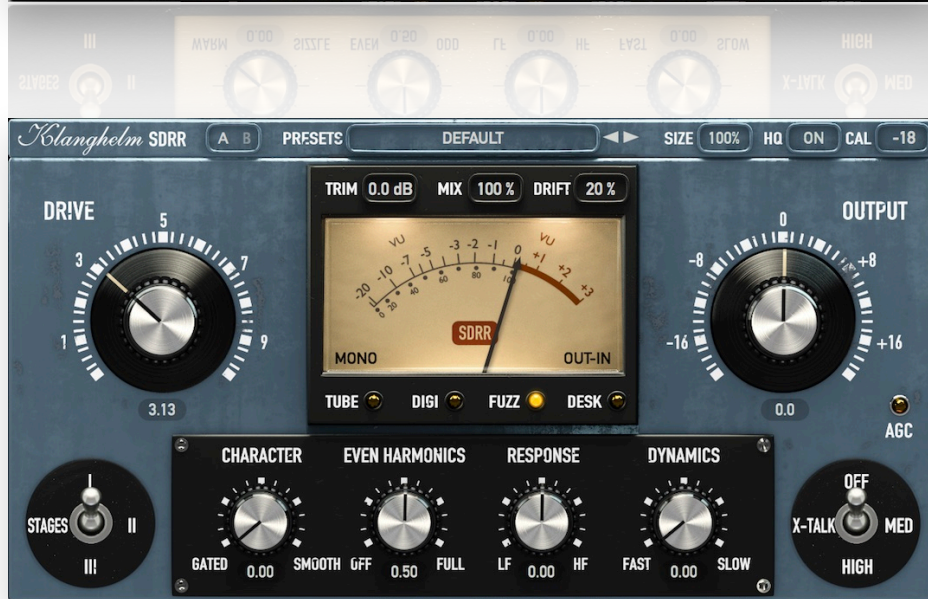 III
WARM 0.00 SIZZLE EVEN 0.50 ODD LF 0.00 HF FAST 0.00 SLOW HIGH
STAGES II X-TALK MED
Klanghelm SDRR A B PRESETS DEFAULT SIZE 100% HQ ON CAL -18
TRIM 0.0 dB MIX 100 % DRIFT 20 %
DRIVE
OUTPUT
1 3 5 7 9
3.13
VU VU
-20 -10 -7 -5 -3 -2 -1 0 +1 +2 +3
0 20 40 60 80 100
SDRR
MONO OUT-IN
TUBE DIGI FUZZ DESK
-16 -8 0 +8 +16
0.0
AGC
CHARACTER EVEN HARMONICS RESPONSE DYNAMICS
GATED 0.00 SMOOTH OFF 0.50 FULL LF 0.00 HF FAST 0.00 SLOW
I
STAGES II
III
OFF
X-TALK MED
HIGH